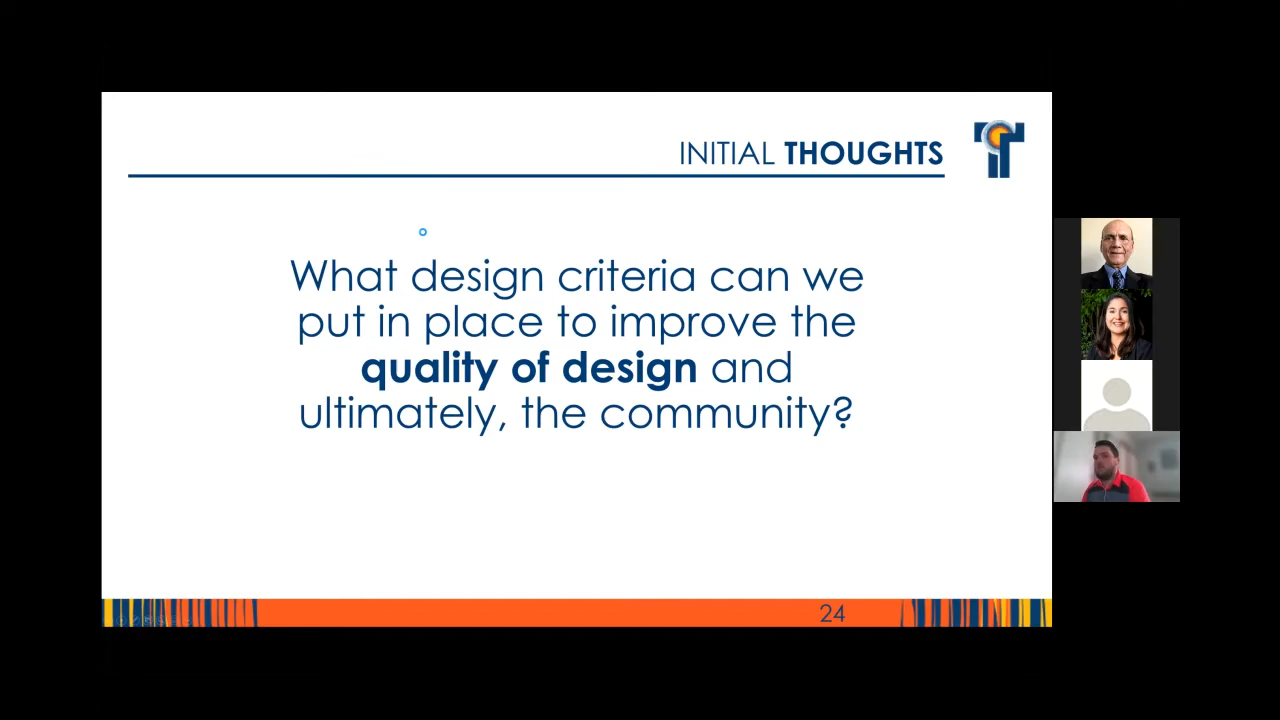 INITIAL THOUGHTS
What design criteria can we
put in place to improve the
quality of design and
ultimately, the community?
24